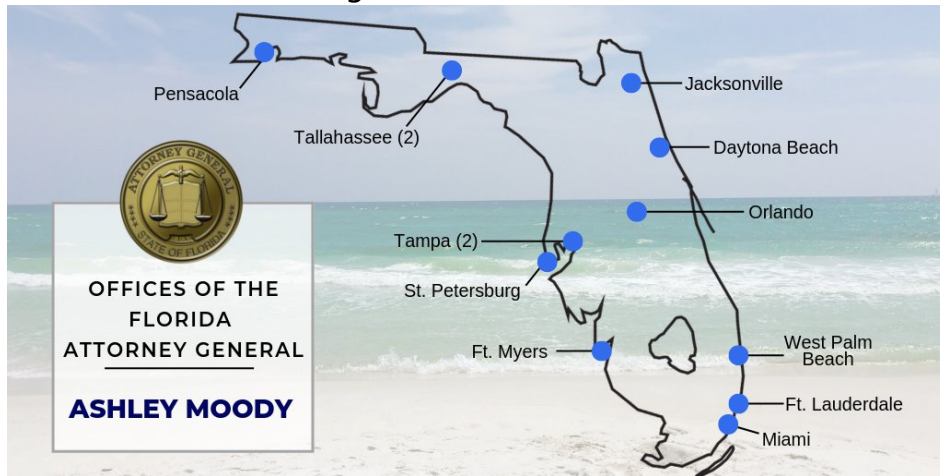 Pensacola
Tallahassee (2)
Jacksonville
Daytona Beach
Orlando
Tampa (2)
St. Petersburg
Ft. Myers
West Palm
Beach
Ft. Lauderdale
Miami
ATTORNEY GENERAL
STATE OF FLORIDA
OFFICES OF THE
FLORIDA
ATTORNEY GENERAL
ASHLEY MOODY